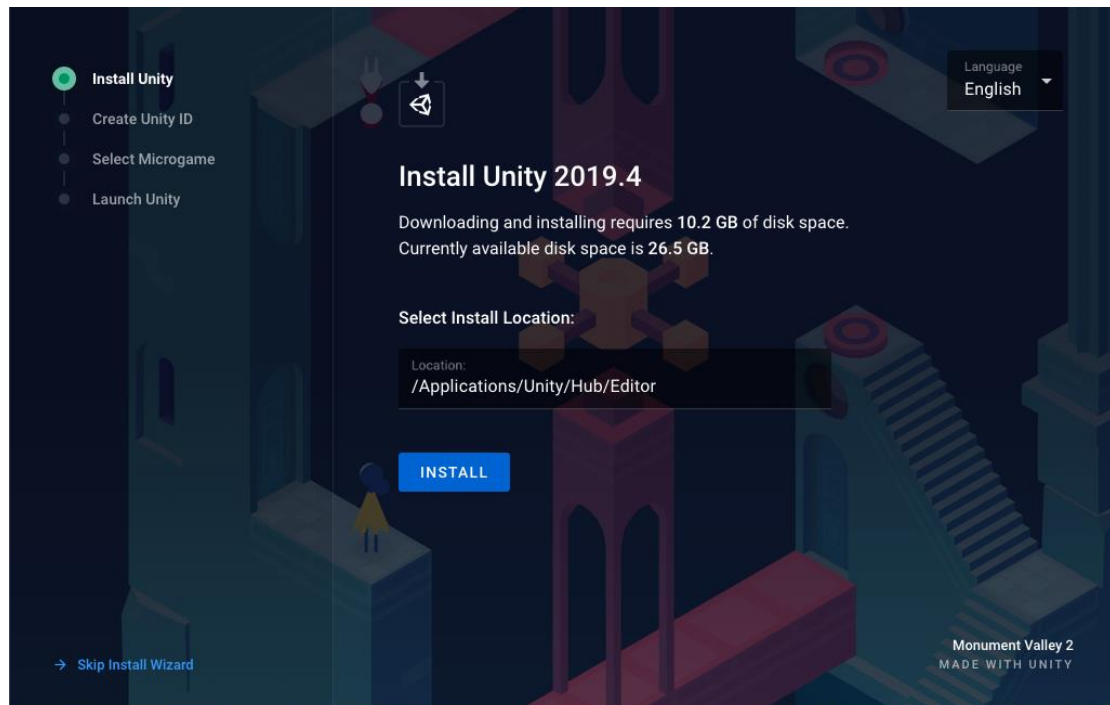 Install Unity
Create Unity ID
Select Microgame
Launch Unity
Skip Install Wizard
Language
English
Install Unity 2019.4
Downloading and installing requires 10.2 GB of disk space.
Currently available disk space is 26.5 GB.
Select Install Location:
Location:
/Applications/Unity/Hub/Editor
INSTALL
Monument Valley 2
MADE WITH UNITY